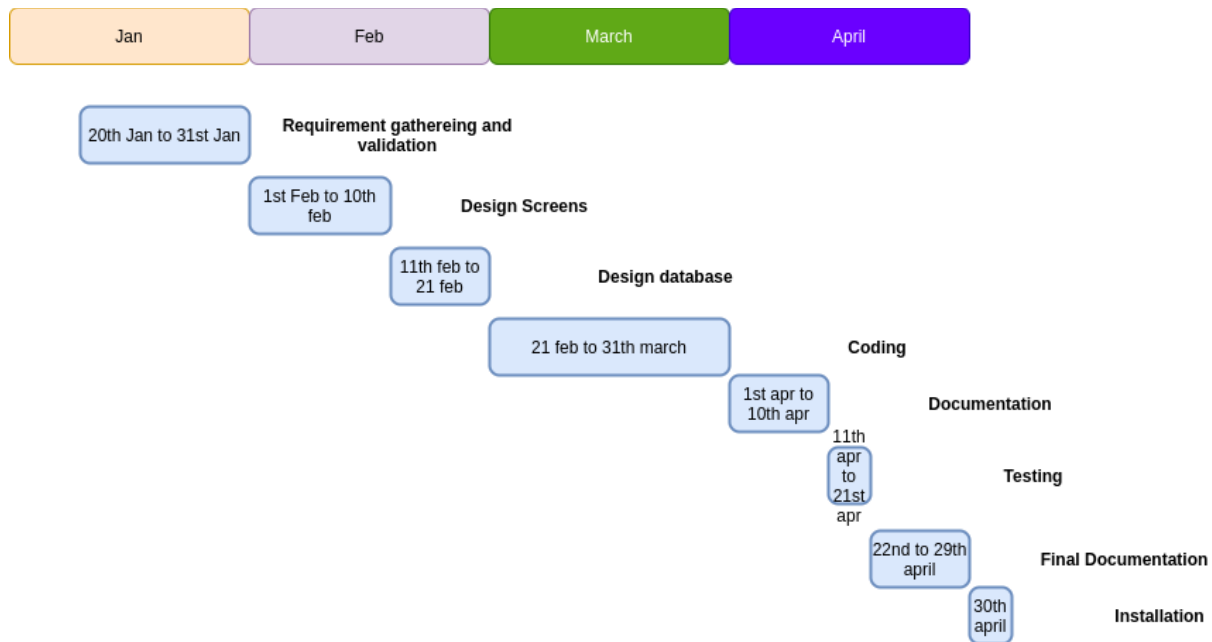 Jan
Feb
March
April
20th Jan to 31st Jan
Requirement gathereing and
validation
1st Feb to 10th
feb
Design Screens
11th feb to
21 feb
Design database
21 feb to 31th march
Coding
1st apr to
10th apr
Documentation
11th
apr
to
21st
apr
Testing
22nd to 29th
april
Final Documentation
30th
april
Installation